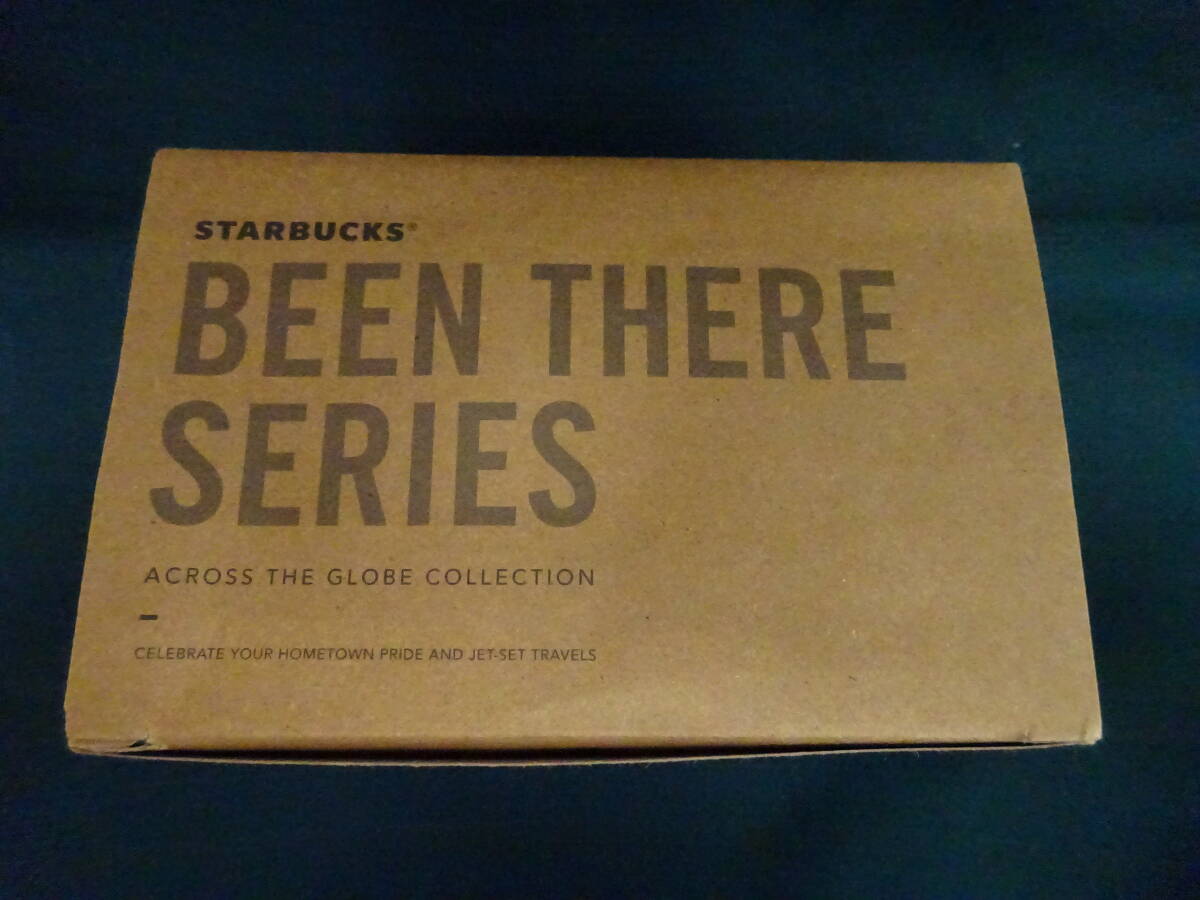 STARBUCKS®
BEEN THERE
SERIES
ACROSS THE GLOBE COLLECTION
–
CELEBRATE YOUR HOMETOWN PRIDE AND JET-SET TRAVELS